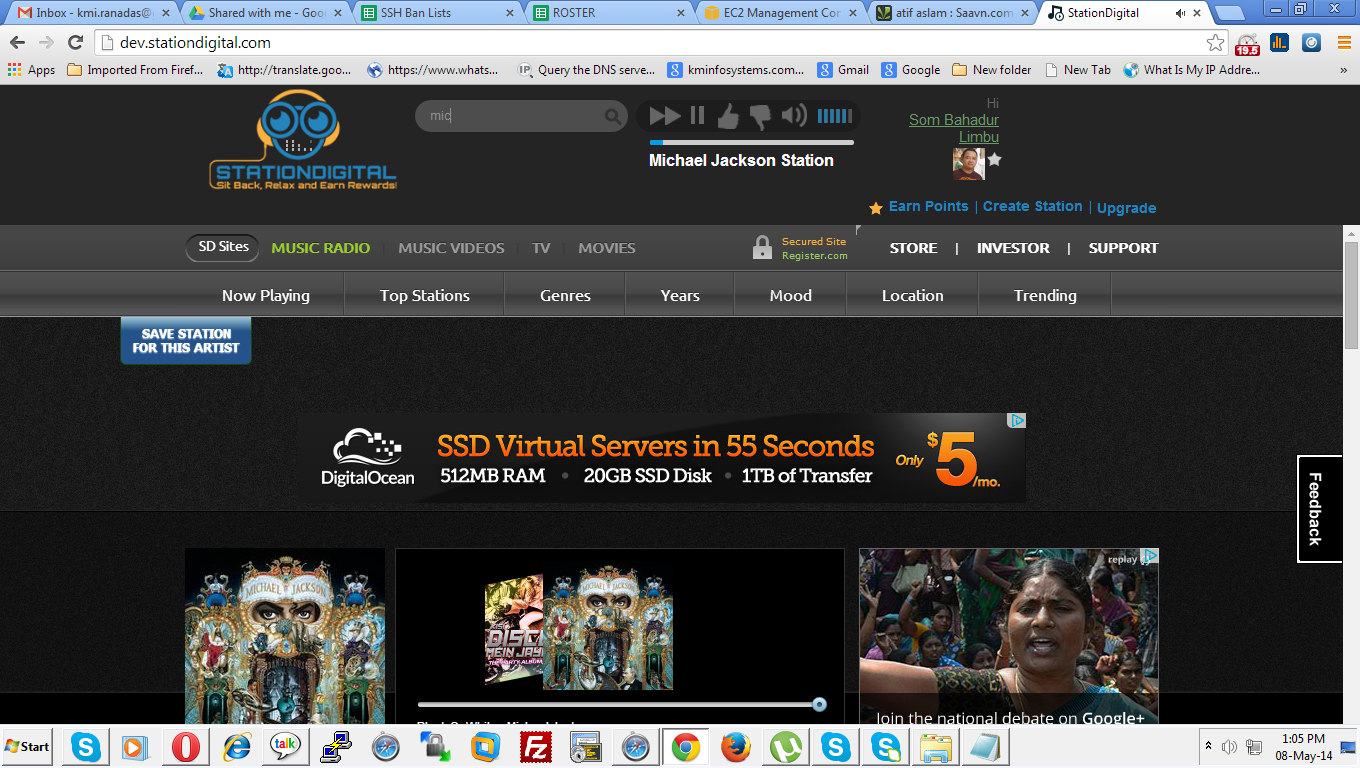 Inbox - kmi.ranadas@
Shared with me - Goo
SSH Ban Lists
ROSTER
EC2 Management Con
atif aslam : Saavn.com
StationDigital
dev.stationdigital.com
19.5
Apps
Imported From Firef...
http://translate.goo...
https://www.whats...
IP
Query the DNS serve...
kminfosystems.com...
Gmail
Google
New folder
New Tab
What Is My IP Addre...
»
mic
Hi
Som Bahadur
Limbu
Michael Jackson Station
STATIONDIGITAL
Sit Back, Relax and Earn Rewards!
Earn Points | Create Station | Upgrade
SD Sites
MUSIC RADIO
MUSIC VIDEOS
TV
MOVIES
Secured Site
Register.com
STORE | INVESTOR | SUPPORT
Now Playing
Top Stations
Genres
Years
Mood
Location
Trending
SAVE STATION
FOR THIS ARTIST
DigitalOcean
SSD Virtual Servers in 55 Seconds
512MB RAM • 20GB SSD Disk • 1TB of Transfer
Only $5/mo.
Feedback
MICHAEL JACKSON
DANGEROUS
DISC
MEIN JAY
THE PARTY ALBUM
MICHAEL JACKSON
replay
Join the national debate on Google+
Start
talk
Fz
1:05 PM
08-May-14